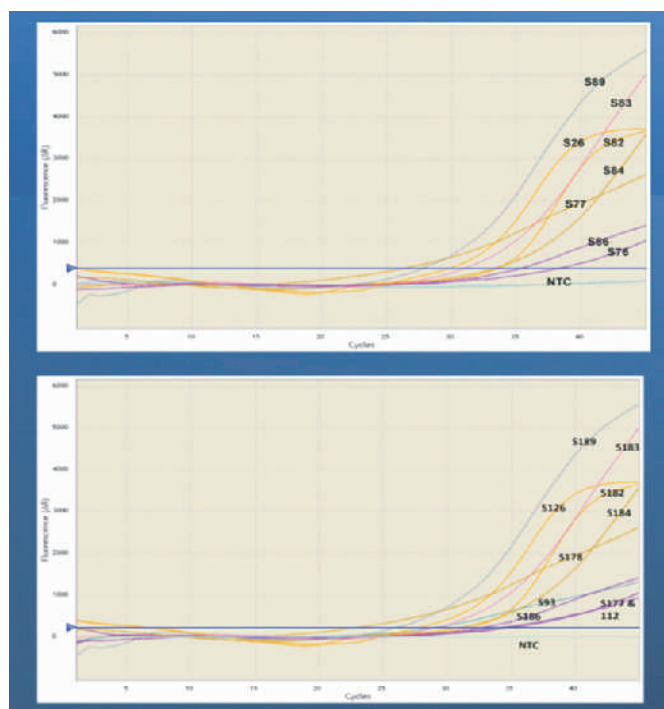 6000
5000
S89
S83
4000
S26
S82
3000
S84
2000
S77
1000
S86
S76
0
NTC
5
10
15
20
25
30
35
40
Cycles
Fluorescence (ΔR)
6000
5000
S189
S183
4000
S182
S126
3000
S184
2000
S178
1000
S93
S177 &
S186
112
0
NTC
5
10
15
20
25
30
35
40
Cycles
Fluorescence (ΔR)